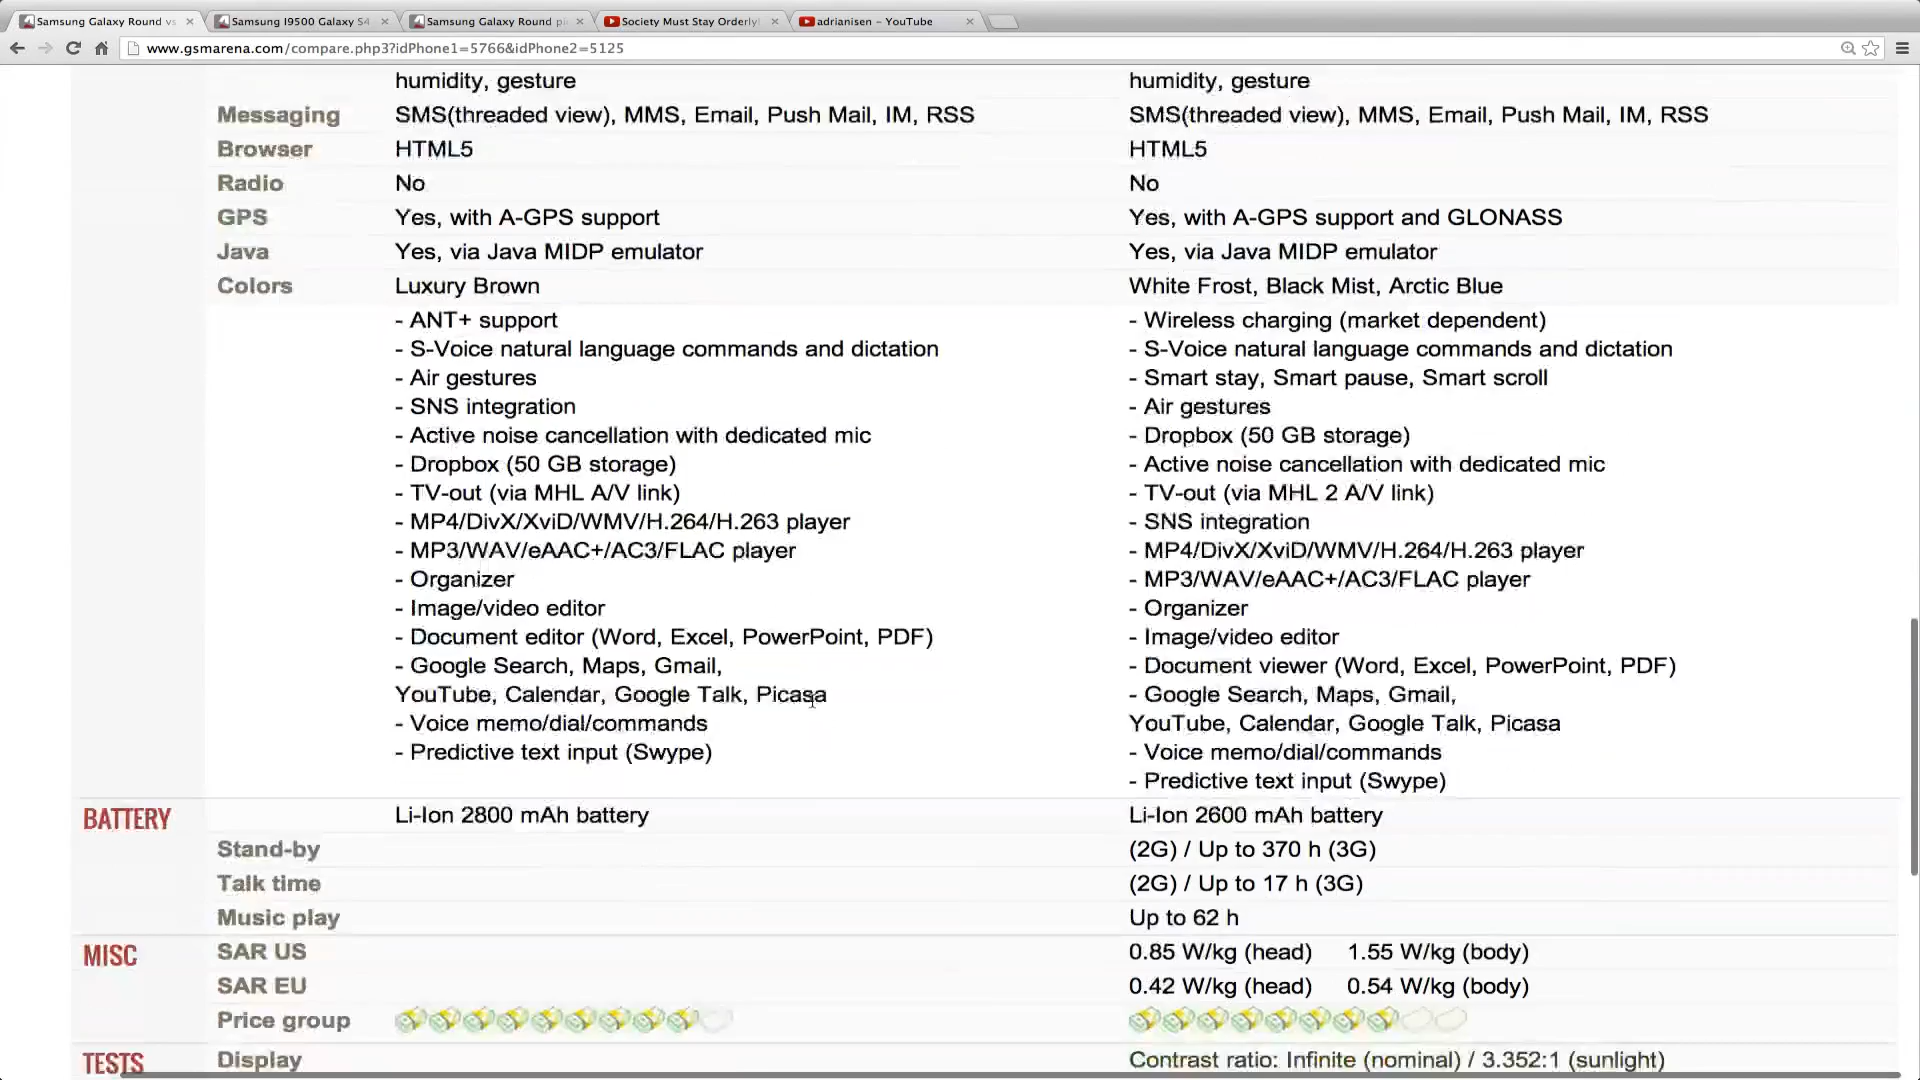 Samsung Galaxy Round vs
Samsung I9500 Galaxy S4
Samsung Galaxy Round pi
Society Must Stay Orderly!
adrianisen - YouTube
www.gsmarena.com/compare.php3?idPhone1=5766&idPhone2=5125
humidity, gesture humidity, gesture
Messaging SMS(threaded view), MMS, Email, Push Mail, IM, RSS SMS(threaded view), MMS, Email, Push Mail, IM, RSS
Browser HTML5 HTML5
Radio No No
GPS Yes, with A-GPS support Yes, with A-GPS support and GLONASS
Java Yes, via Java MIDP emulator Yes, via Java MIDP emulator
Colors Luxury Brown White Frost, Black Mist, Arctic Blue
- ANT+ support
- S-Voice natural language commands and dictation
- Air gestures
- SNS integration
- Active noise cancellation with dedicated mic
- Dropbox (50 GB storage)
- TV-out (via MHL A/V link)
- MP4/DivX/XviD/WMV/H.264/H.263 player
- MP3/WAV/eAAC+/AC3/FLAC player
- Organizer
- Image/video editor
- Document editor (Word, Excel, PowerPoint, PDF)
- Google Search, Maps, Gmail,
YouTube, Calendar, Google Talk, Picasa
- Voice memo/dial/commands
- Predictive text input (Swype)
- Wireless charging (market dependent)
- S-Voice natural language commands and dictation
- Smart stay, Smart pause, Smart scroll
- Air gestures
- Dropbox (50 GB storage)
- Active noise cancellation with dedicated mic
- TV-out (via MHL 2 A/V link)
- SNS integration
- MP4/DivX/XviD/WMV/H.264/H.263 player
- MP3/WAV/eAAC+/AC3/FLAC player
- Organizer
- Image/video editor
- Document viewer (Word, Excel, PowerPoint, PDF)
- Google Search, Maps, Gmail,
YouTube, Calendar, Google Talk, Picasa
- Voice memo/dial/commands
- Predictive text input (Swype)
BATTERY Li-Ion 2800 mAh battery Li-Ion 2600 mAh battery
Stand-by (2G) / Up to 370 h (3G)
Talk time (2G) / Up to 17 h (3G)
Music play Up to 62 h
MISC SAR US 0.85 W/kg (head) 1.55 W/kg (body)
SAR EU 0.42 W/kg (head) 0.54 W/kg (body)
Price group
TESTS Display Contrast ratio: Infinite (nominal) / 3.352:1 (sunlight)